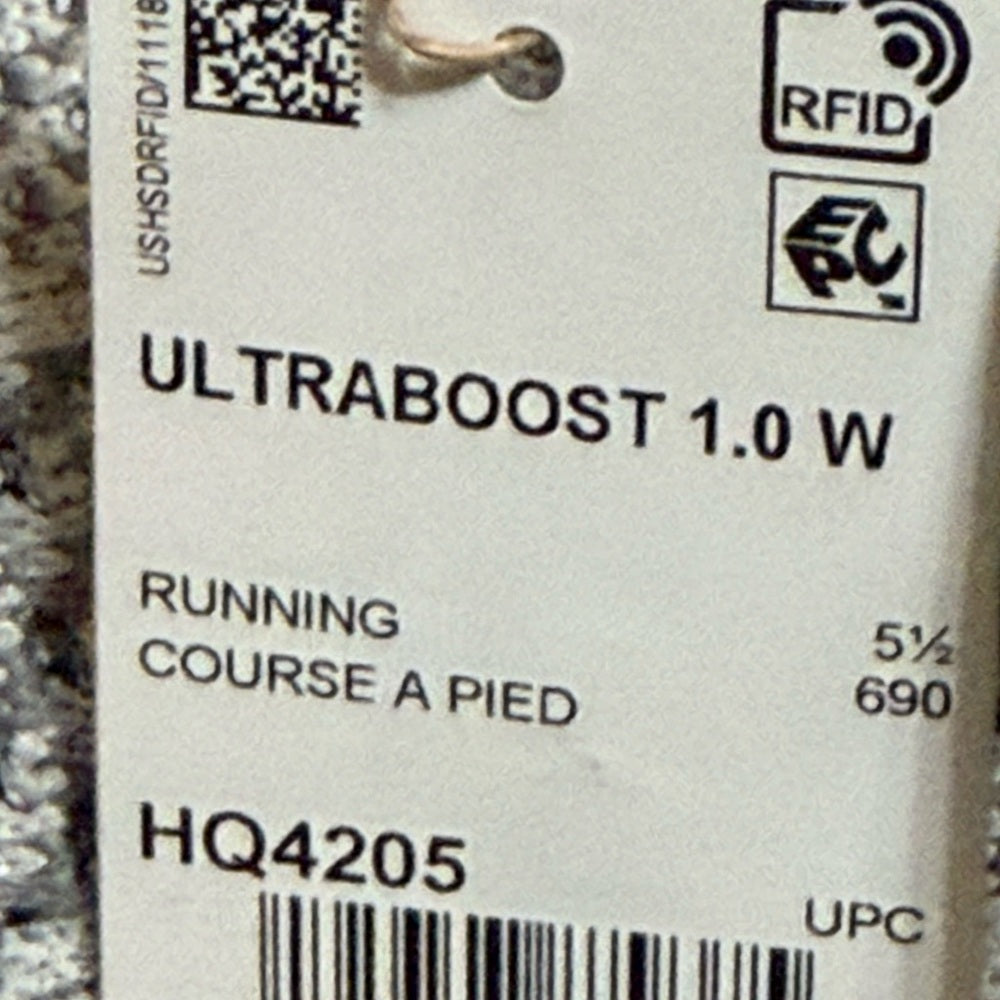 USHSDRFID/1118
RFID
EPC
ULTRABOOST 1.0 W
RUNNING
COURSE A PIED
5½
690
HQ4205
UPC